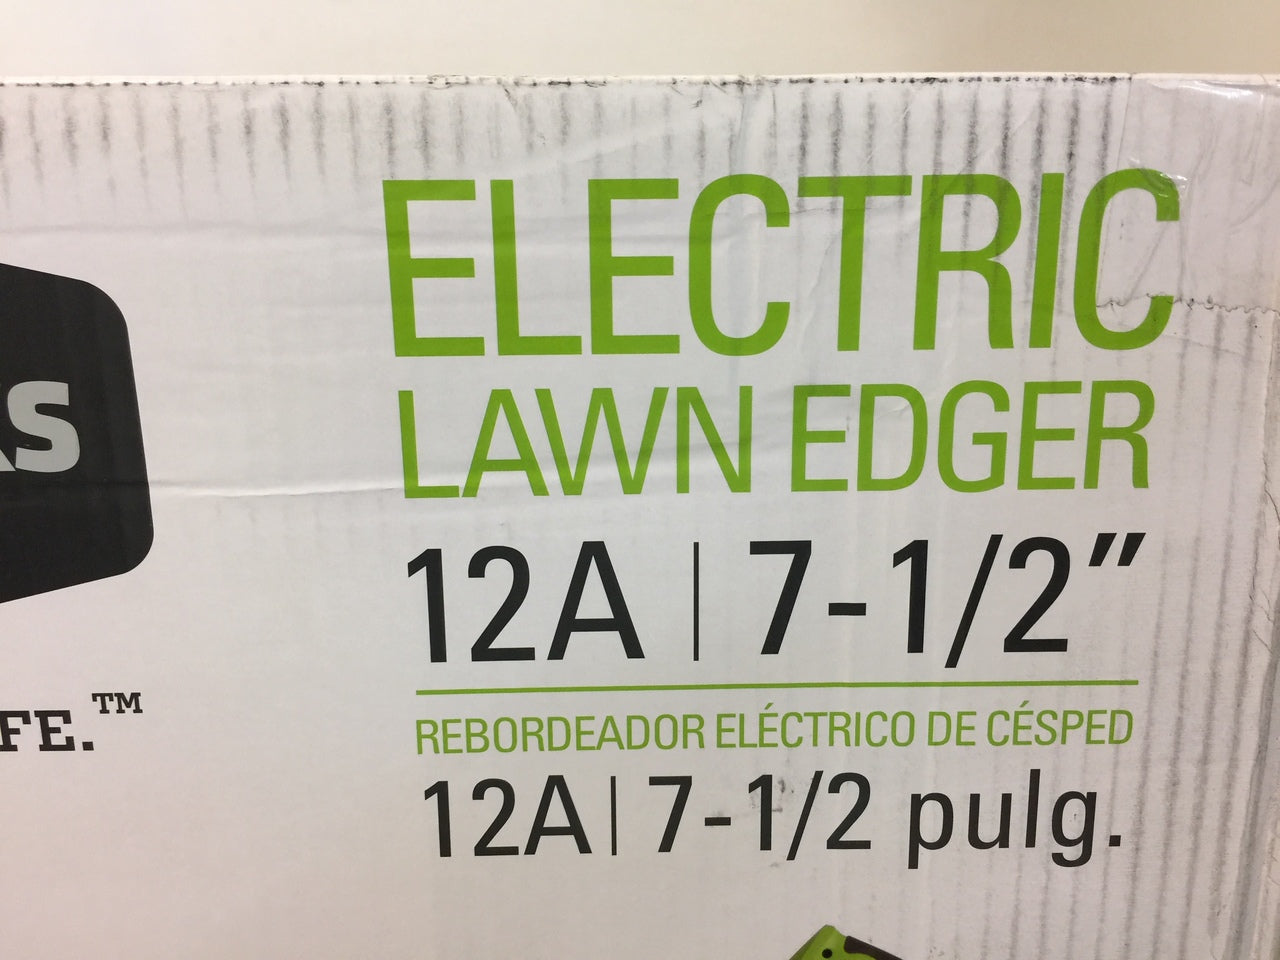 ELECTRIC
LAWN EDGER
12A | 7-1/2”
REBORDEADOR ELÉCTRICO DE CÉSPED
12A | 7-1/2 pulg.